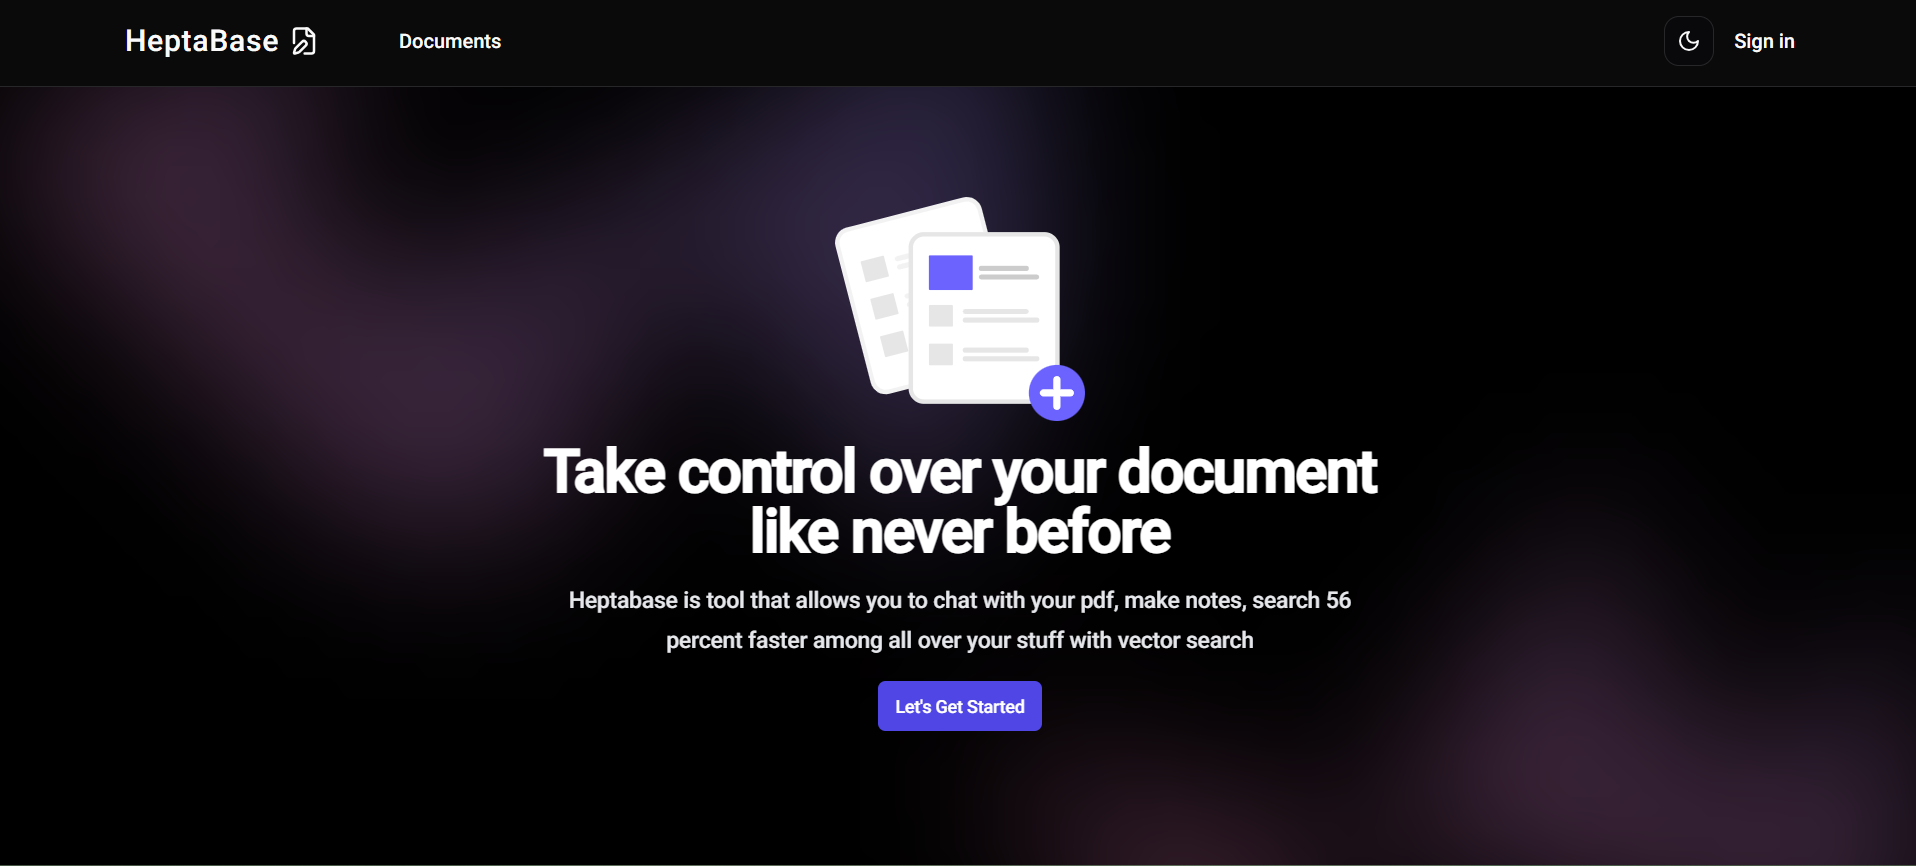 HeptaBase
Documents
Sign in
Take control over your document
like never before
Heptabase is tool that allows you to chat with your pdf, make notes, search 56
percent faster among all over your stuff with vector search
Let's Get Started